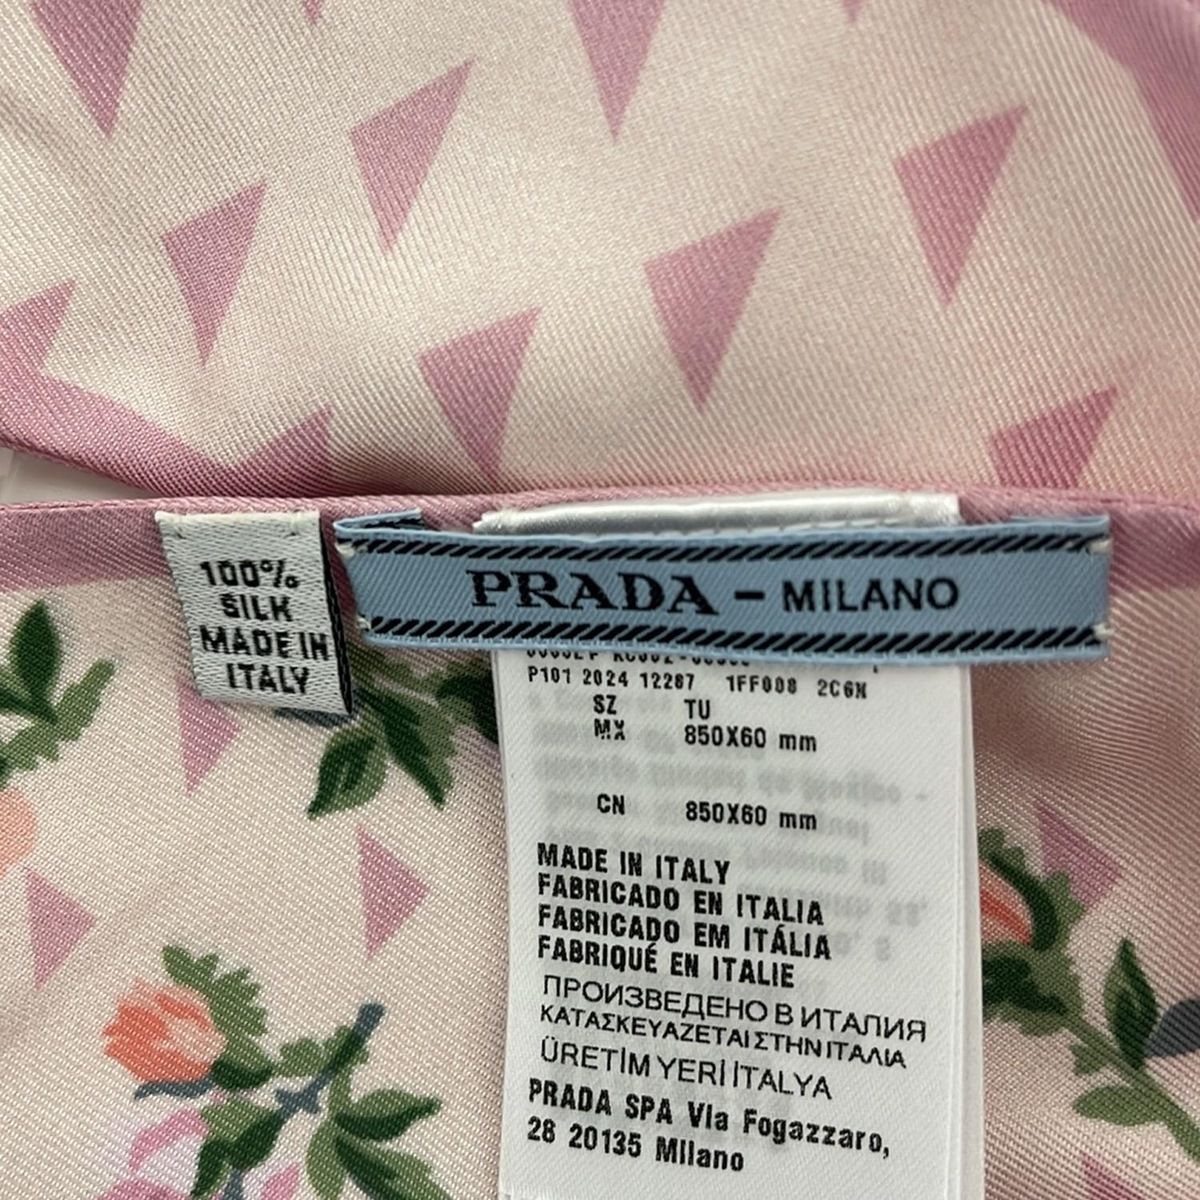 100%
SILK
MADE IN
ITALY
PRADA – MILANO
P101 2024 12287 1FF008 2C6N
SZ TU
MX 850X60 mm
CN 850X60 mm
MADE IN ITALY
FABRICADO EN ITALIA
FABRICADO EM ITÁLIA
FABRIQUÉ EN ITALIE
ПРОИЗВЕДЕНО В ИТАЛИЯ
ΚΑΤΑΣΚΕΥΑΖΕΤΑΙ ΣΤΗΝ ΙΤΑΛΙΑ
ÜRETİM YERİ İTALYA
PRADA SPA Via Fogazzaro,
28 20135 Milano